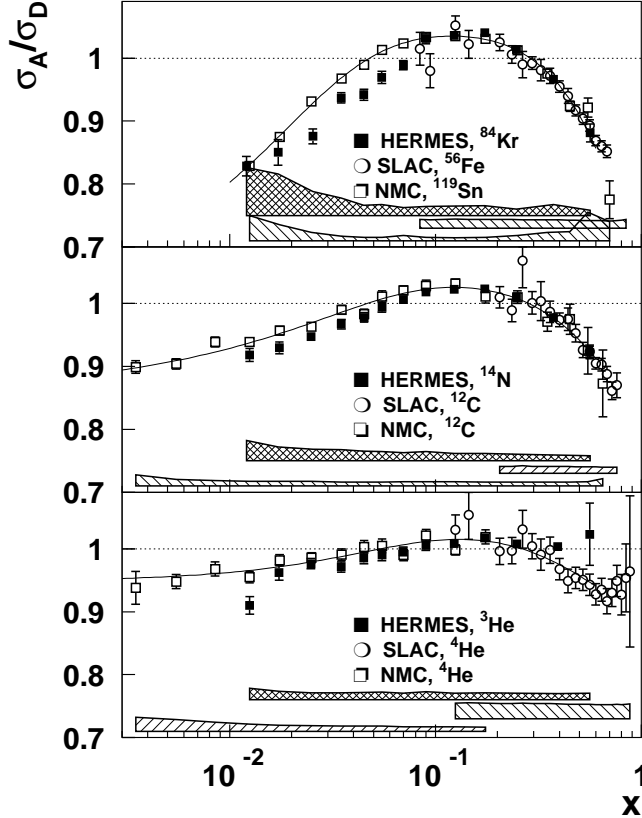 σ_A/σ_D
1
0.9
0.8
0.7
HERMES, ⁸⁴Kr
SLAC, ⁵⁶Fe
NMC, ¹¹⁹Sn
1
0.9
0.8
0.7
HERMES, ¹⁴N
SLAC, ¹²C
NMC, ¹²C
1
0.9
0.8
0.7
HERMES, ³He
SLAC, ⁴He
NMC, ⁴He
10⁻² 10⁻¹ 1
x